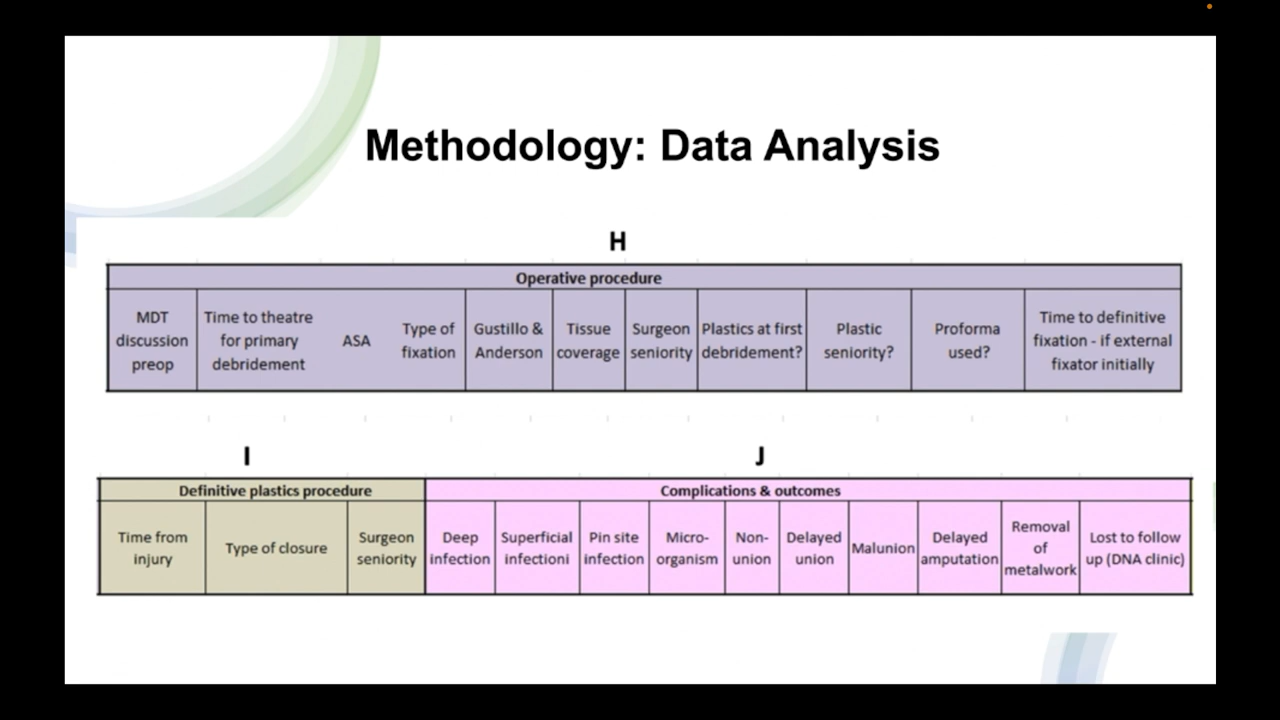 Methodology: Data Analysis
H
Operative procedure
MDT
discussion
preop
Time to theatre
for primary
debridement
ASA
Type of
fixation
Gustillo &
Anderson
Tissue
coverage
Surgeon
seniority
Plastics at first
debridement?
Plastic
seniority?
Proforma
used?
Time to definitive
fixation - if external
fixator initially
I
J
Definitive plastics procedure
Complications & outcomes
Time from
injury
Type of closure
Surgeon
seniority
Deep
infection
Superficial
infectioni
Pin site
infection
Micro-
organism
Non-
union
Delayed
union
Malunion
Delayed
amputation
Removal
of
metalwork
Lost to follow
up (DNA clinic)